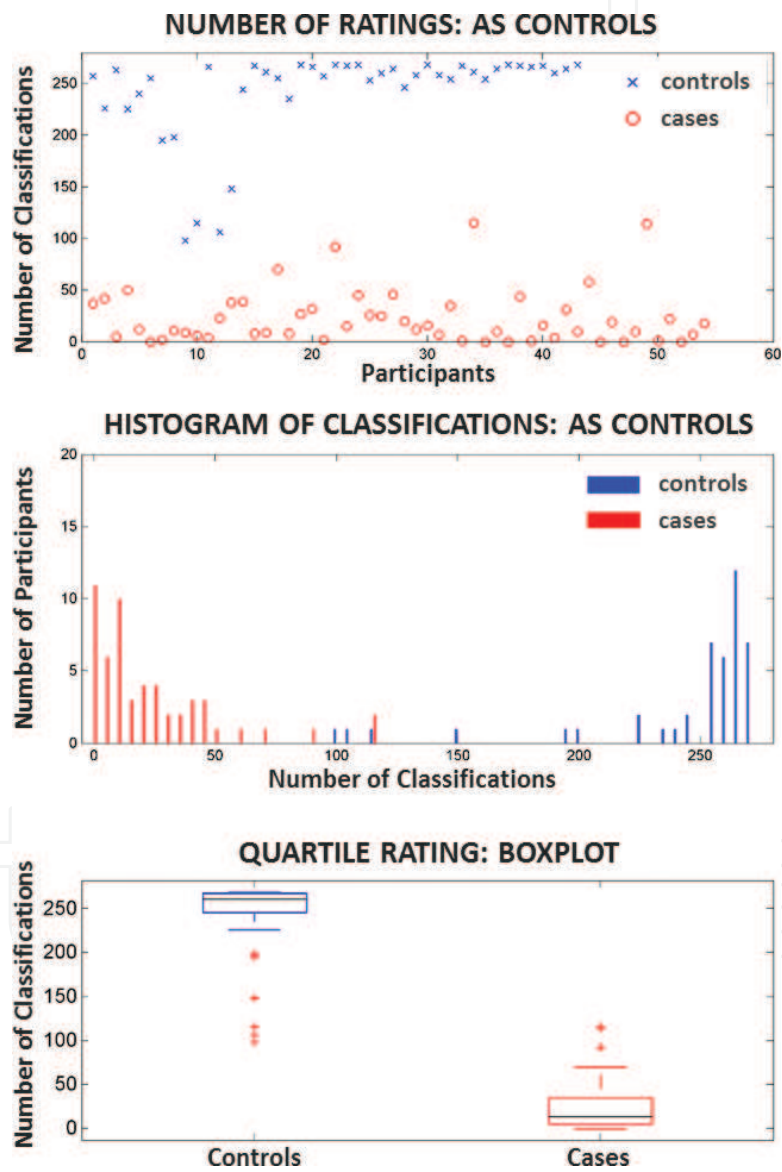 NUMBER OF RATINGS: AS CONTROLS
Number of Classifications
250
200
150
100
50
0
controls
cases
0 10 20 30 40 50 60
Participants
HISTOGRAM OF CLASSIFICATIONS: AS CONTROLS
Number of Participants
20
15
10
5
0
controls
cases
0 50 100 150 200 250
Number of Classifications
QUARTILE RATING: BOXPLOT
Number of Classifications
250
200
150
100
50
0
Controls Cases